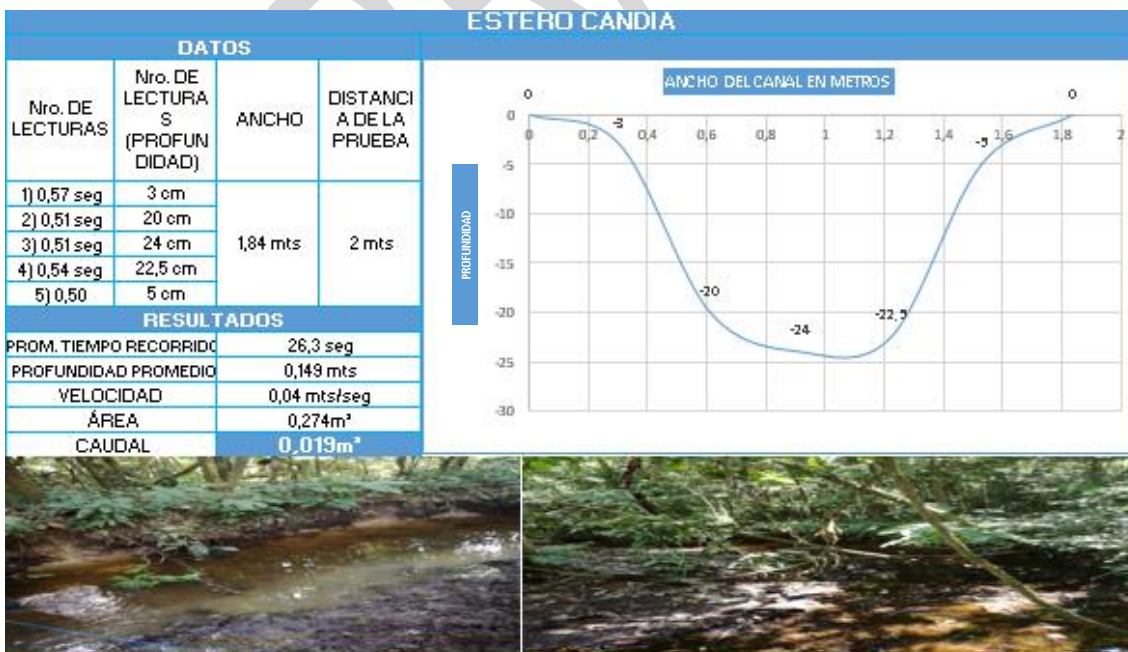 ESTERO CANDIA
DATOS
Nro. DE
LECTURAS
Nro. DE
LECTURA
S
(PROFUN
DIDAD)
ANCHO
DISTANCI
A DE LA
PRUEBA
1) 0,57 seg
3 cm
2) 0,51 seg
20 cm
3) 0,51 seg
24 cm
4) 0,54 seg
22,5 cm
5) 0,50
5 cm
1,84 mts
2 mts
RESULTADOS
PROM. TIEMPO RECORRIDO
26,3 seg
PROFUNDIDAD PROMEDIO
0,149 mts
VELOCIDAD
0,04 mts/seg
ÁREA
0,274m²
CAUDAL
0,019m³
ANCHO DEL CANAL EN METROS
0
0
0
0 0,2 0,4 0,6 0,8 1 1,2 1,4 1,6 1,8 2
-3
-5
-5
-10
-15
-20
-20
-22,5
-24
-25
-30
PROFUNDIDAD